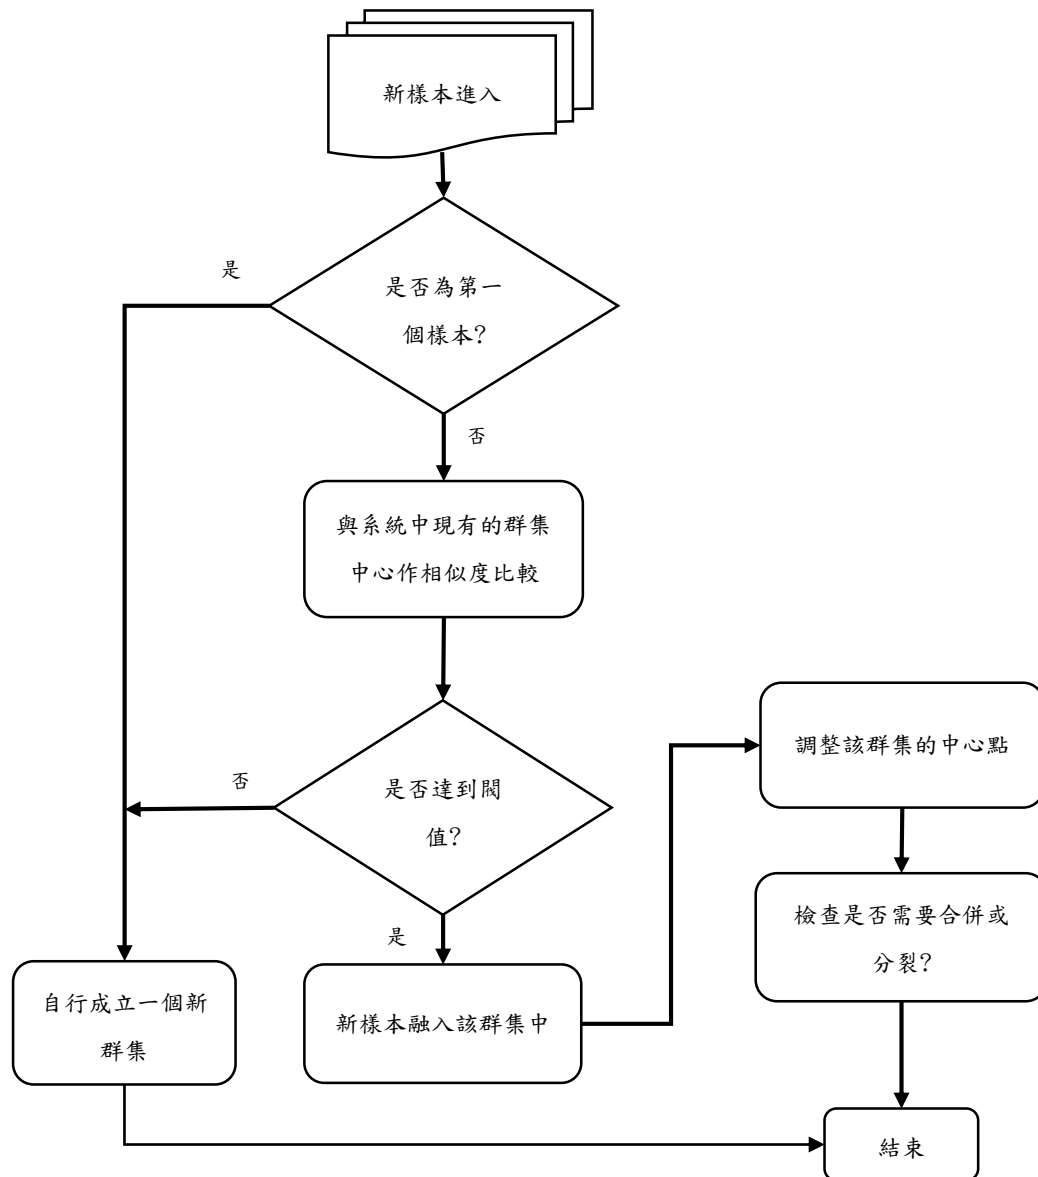 新樣本進入
是
是否為第一
個樣本?
否
與系統中現有的群集
中心作相似度比較
調整該群集的中心點
否
是否達到閥
值?
檢查是否需要合併或
分裂?
是
自行成立一個新
群集
新樣本融入該群集中
結束